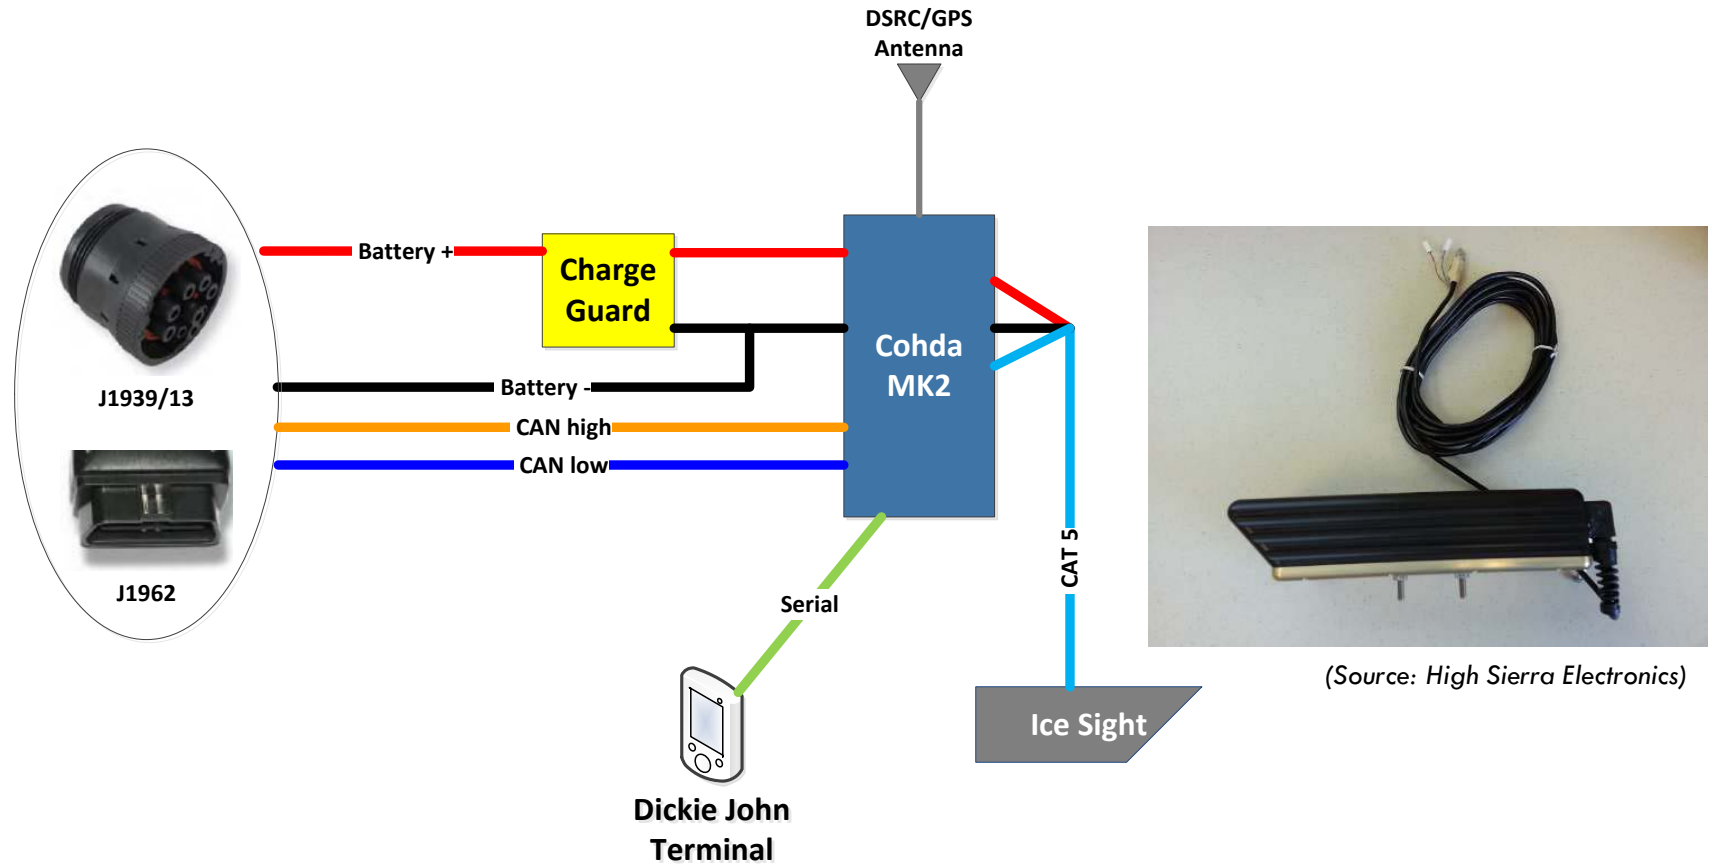 DSRC/GPS
Antenna
Battery +
Charge
Guard
Cohda
MK2
J1939/13
Battery -
CAN high
CAN low
J1962
CAT 5
Serial
(Source: High Sierra Electronics)
Ice Sight
Dickie John
Terminal